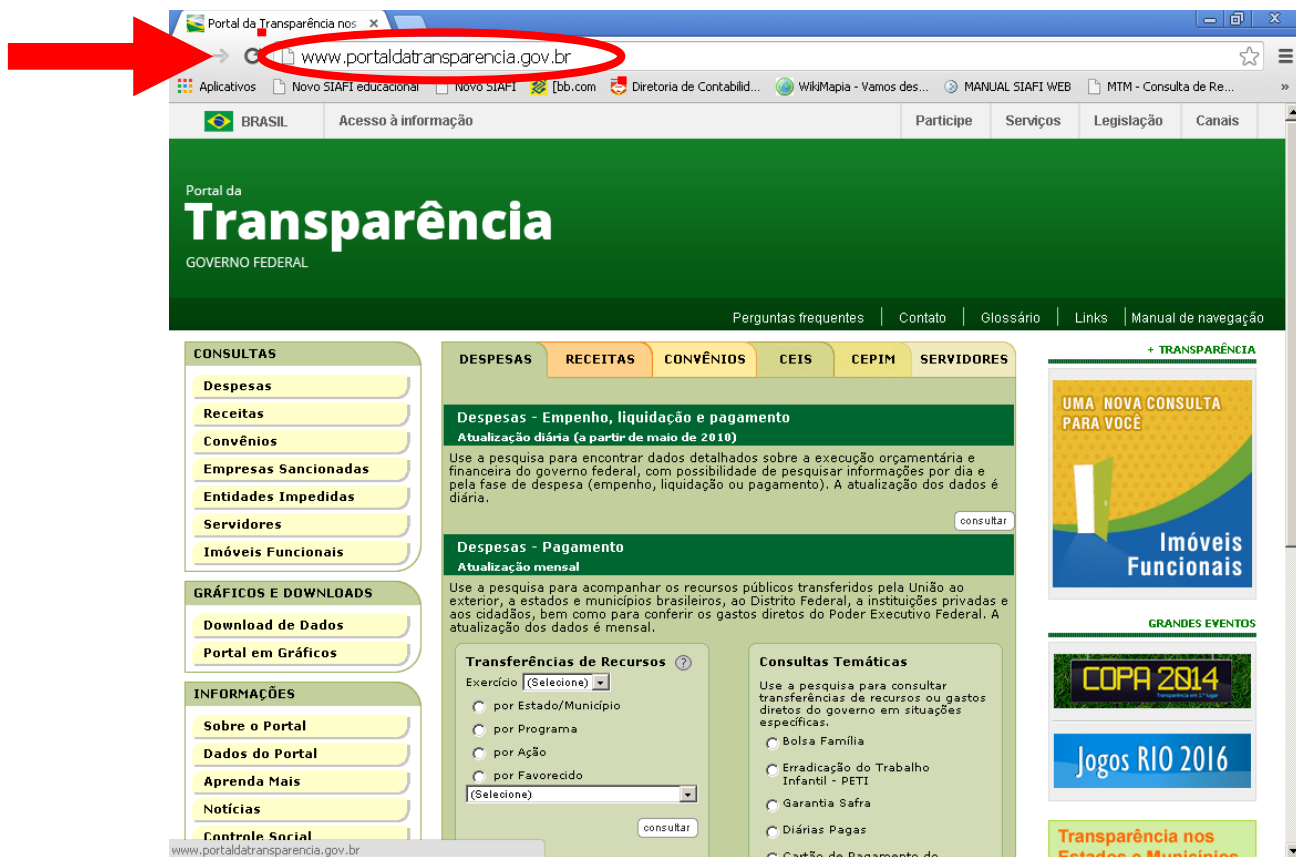 Portal da Transparência nos
www.portaldatransparencia.gov.br
Aplicativos Novo SIAFI educacional Novo SIAFI [bb.com Diretoria de Contabilid... WikiMapia - Vamos des... MANUAL SIAFI WEB MTM - Consulta de Re... »
BRASIL Acesso à informação Participe Serviços Legislação Canais
Portal da
Transparência
GOVERNO FEDERAL
Perguntas frequentes Contato Glossário Links Manual de navegação
CONSULTAS
Despesas
Receitas
Convênios
Empresas Sancionadas
Entidades Impedidas
Servidores
Imóveis Funcionais
GRÁFICOS E DOWNLOADS
Download de Dados
Portal em Gráficos
INFORMAÇÕES
Sobre o Portal
Dados do Portal
Aprenda Mais
Notícias
Controle Social
www.portaldatransparencia.gov.br
DESPESAS RECEITAS CONVÊNIOS CEIS CEPIM SERVIDORES
Despesas - Empenho, liquidação e pagamento
Atualização diária (a partir de maio de 2010)
Use a pesquisa para encontrar dados detalhados sobre a execução orçamentária e
financeira do governo federal, com possibilidade de pesquisar informações por dia e
pela fase de despesa (empenho, liquidação ou pagamento). A atualização dos dados é
diária.
consultar
Despesas - Pagamento
Atualização mensal
Use a pesquisa para acompanhar os recursos públicos transferidos pela União ao
exterior, a estados e municípios brasileiros, ao Distrito Federal, a instituições privadas e
aos cidadãos, bem como para conferir os gastos diretos do Poder Executivo Federal. A
atualização dos dados é mensal.
Transferências de Recursos ?
Exercício (Selecione)
por Estado/Município
por Programa
por Ação
por Favorecido
(Selecione)
consultar
Consultas Temáticas
Use a pesquisa para consultar
transferências de recursos ou gastos
diretos do governo em situações
específicas.
Bolsa Família
Erradicação do Trabalho
Infantil - PETI
Garantia Safra
Diárias Pagas
Cartão de Pagamento do
+ TRANSPARÊNCIA
UMA NOVA CONSULTA
PARA VOCÊ
Imóveis
Funcionais
GRANDES EVENTOS
COPA 2014
Transparência em 1º lugar
Jogos RIO 2016
Transparência nos
Estados e Municípios